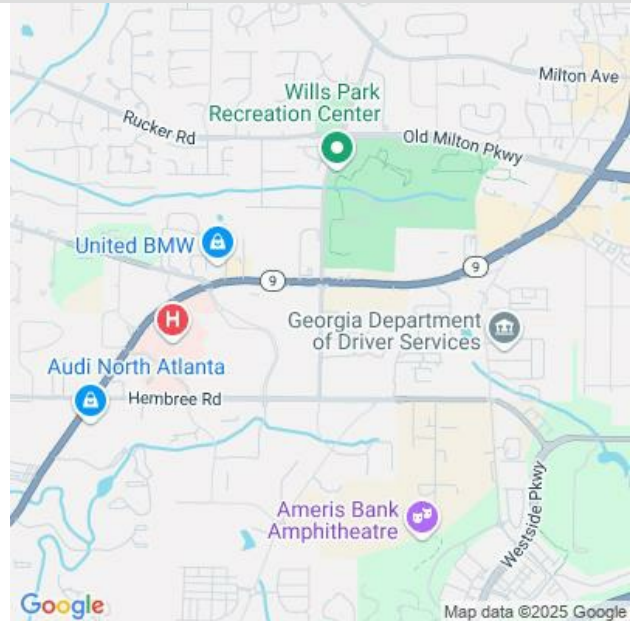 Milton Ave
Wills Park
Recreation Center
Rucker Rd
Old Milton Pkwy
United BMW
9
9
H
Georgia Department
of Driver Services
Audi North Atlanta
Hembree Rd
Ameris Bank
Amphitheatre
Westside Pkwy
Google
Map data ©2025 Google